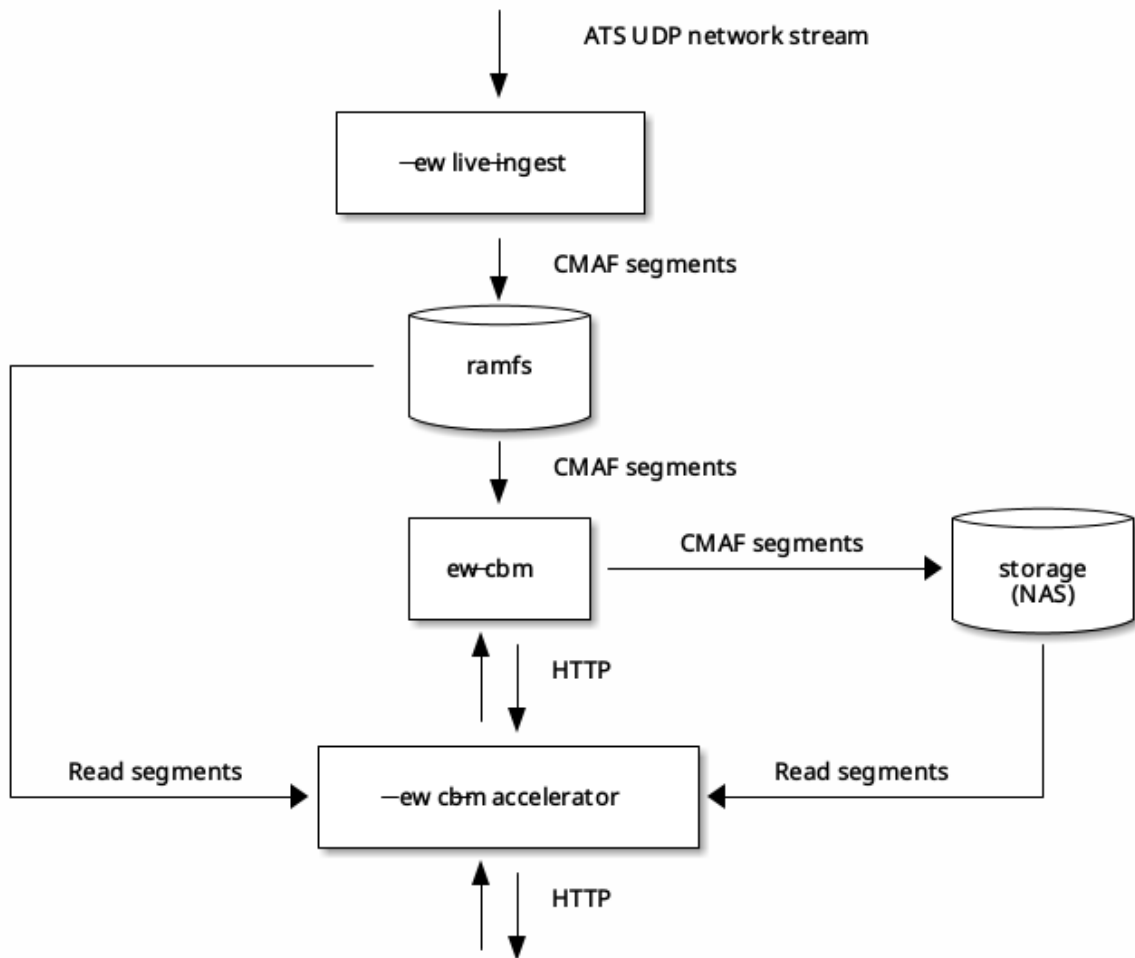 ATS UDP network stream
ew live ingest
CMAF segments
ramfs
CMAF segments
ew cbm
CMAF segments
storage
(NAS)
HTTP
Read segments
Read segments
ew cbm accelerator
HTTP